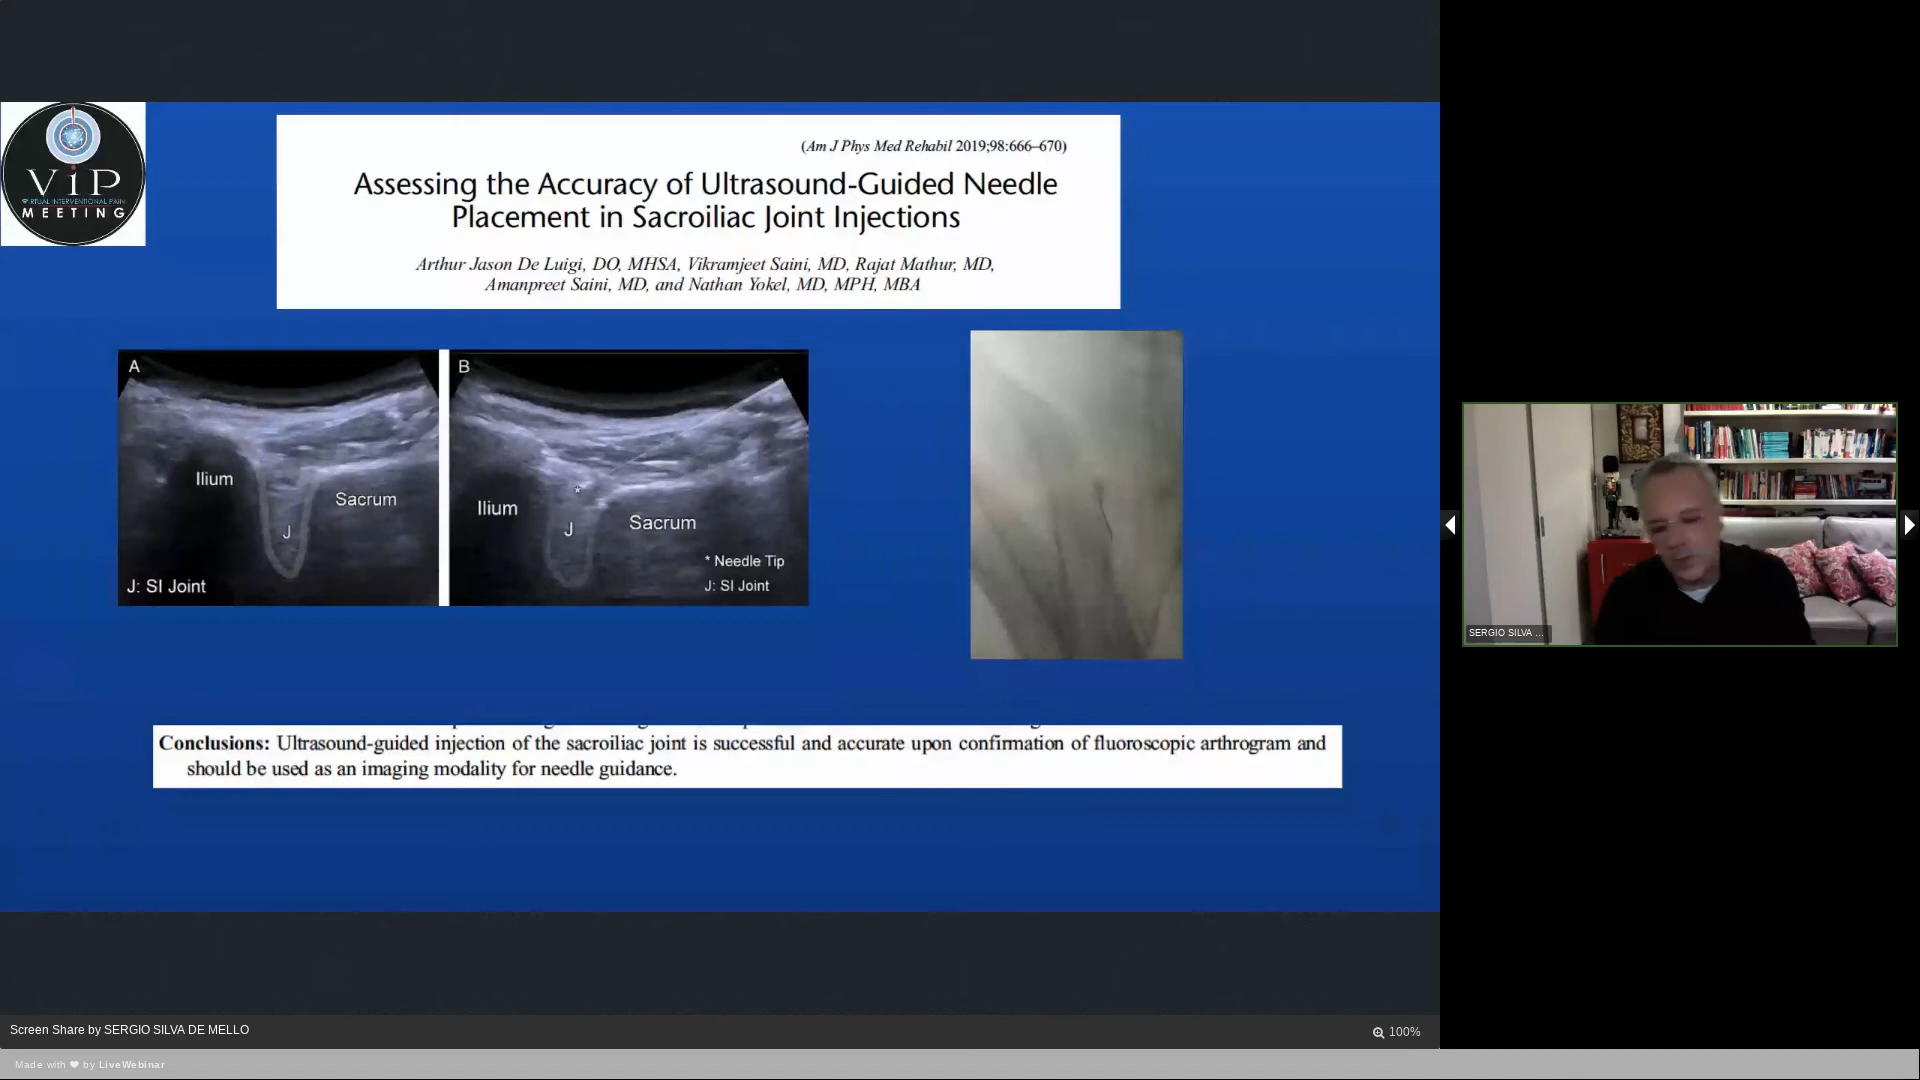 ViP
VIRTUAL INTERVENTIONAL PAIN
MEETING
(Am J Phys Med Rehabil 2019;98:666–670)
Assessing the Accuracy of Ultrasound-Guided Needle
Placement in Sacroiliac Joint Injections
Arthur Jason De Luigi, DO, MHSA, Vikramjeet Saini, MD, Rajat Mathur, MD,
Amanpreet Saini, MD, and Nathan Yokel, MD, MPH, MBA
A
Ilium
Sacrum
J
J: SI Joint
B
Ilium
J
Sacrum
* Needle Tip
J: SI Joint
Conclusions: Ultrasound-guided injection of the sacroiliac joint is successful and accurate upon confirmation of fluoroscopic arthrogram and
should be used as an imaging modality for needle guidance.
SERGIO SILVA ...
Screen Share by SERGIO SILVA DE MELLO
100%
Made with ♥ by LiveWebinar